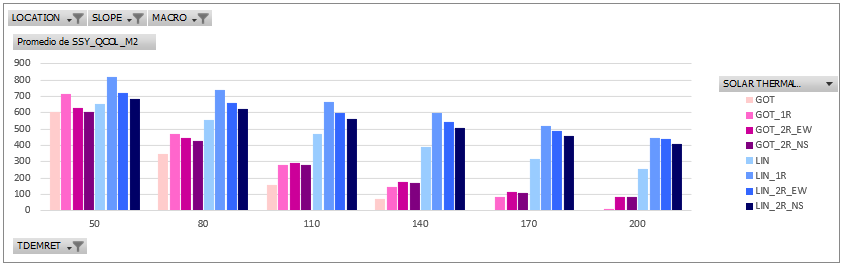 LOCATION SLOPE MACRO
Promedio de SSY_QCOL_M2
900
800
700
600
500
400
300
200
100
0
50 80 110 140 170 200
TDEMRET
SOLAR THERMAL..
GOT
GOT_1R
GOT_2R_EW
GOT_2R_NS
LIN
LIN_1R
LIN_2R_EW
LIN_2R_NS